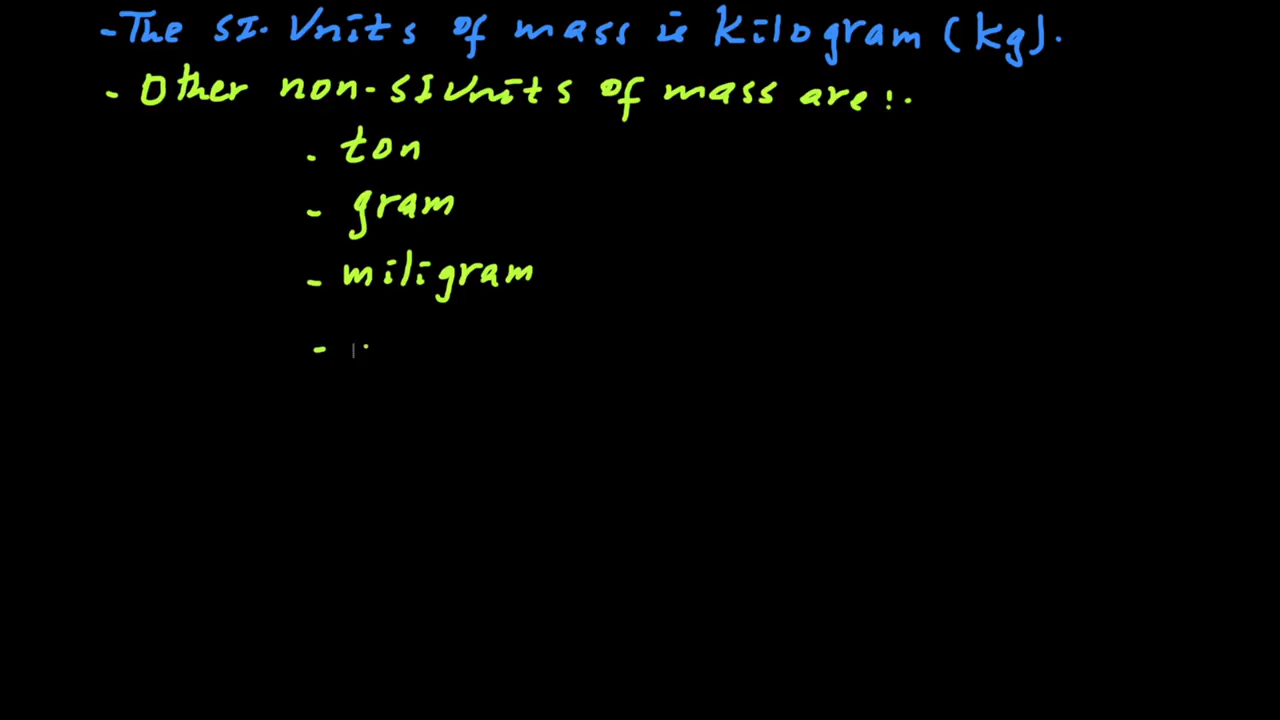 -The SI. Units of mass is kilogram (kg).
- Other non-SI Units of mass are:.
- ton
- gram
- miligram
-